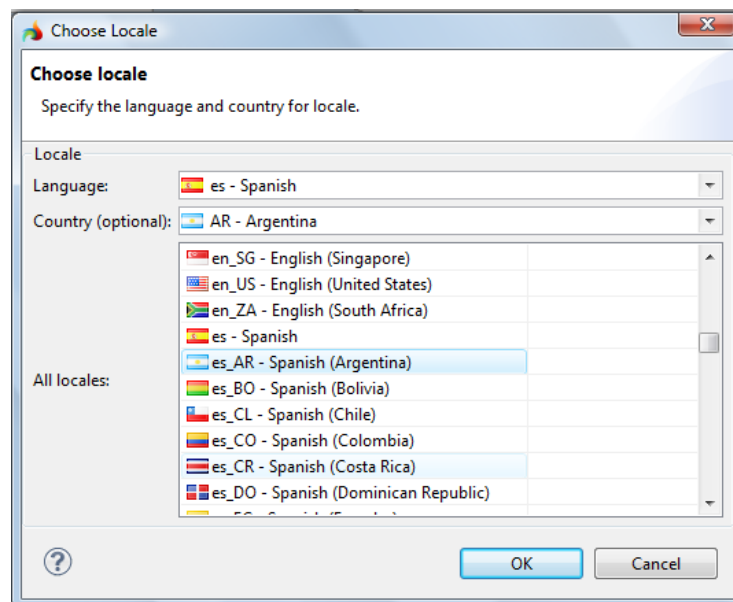 Choose Locale
Choose locale
Specify the language and country for locale.
Locale
Language: es - Spanish
Country (optional): AR - Argentina
All locales:
en_SG - English (Singapore)
en_US - English (United States)
en_ZA - English (South Africa)
es - Spanish
es_AR - Spanish (Argentina)
es_BO - Spanish (Bolivia)
es_CL - Spanish (Chile)
es_CO - Spanish (Colombia)
es_CR - Spanish (Costa Rica)
es_DO - Spanish (Dominican Republic)
OK
Cancel